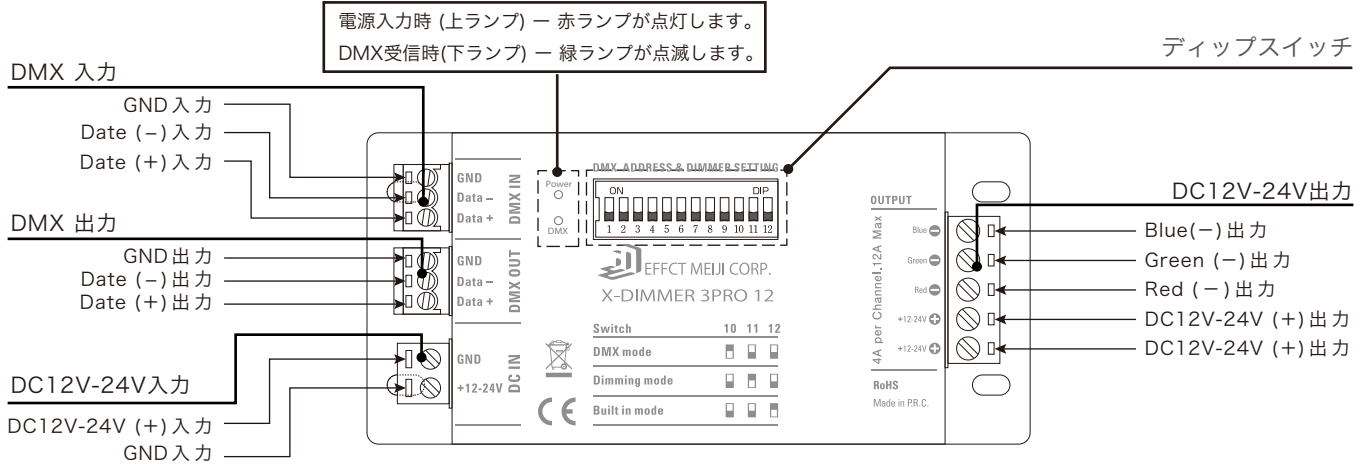 電源入力時 (上ランプ) ー 赤ランプが点灯します。
DMX受信時(下ランプ) ー 緑ランプが点滅します。
ディップスイッチ
DMX 入力
GND入力
Date (−)入力
Date (+)入力
DMX 出力
GND出力
Date (−)出力
Date (+)出力
DC12V-24V入力
DC12V-24V (+)入力
GND入力
GND
Data −
Data +
DMX IN
GND
Data −
Data +
DMX OUT
GND
+12-24V
DC IN
Power
DMX
DMX ADDRESS & DIMMER SETTING
ON DIP
1 2 3 4 5 6 7 8 9 10 11 12
EFFCT MEIJI CORP.
X-DIMMER 3PRO 12
Switch 10 11 12
DMX mode
Dimming mode
Built in mode
CE
OUTPUT
4A per Channel.12A Max
Blue
Green
Red
+12-24V
+12-24V
RoHS
Made in P.R.C.
DC12V-24V出力
Blue(−)出力
Green (−)出力
Red (−)出力
DC12V-24V (+)出力
DC12V-24V (+)出力